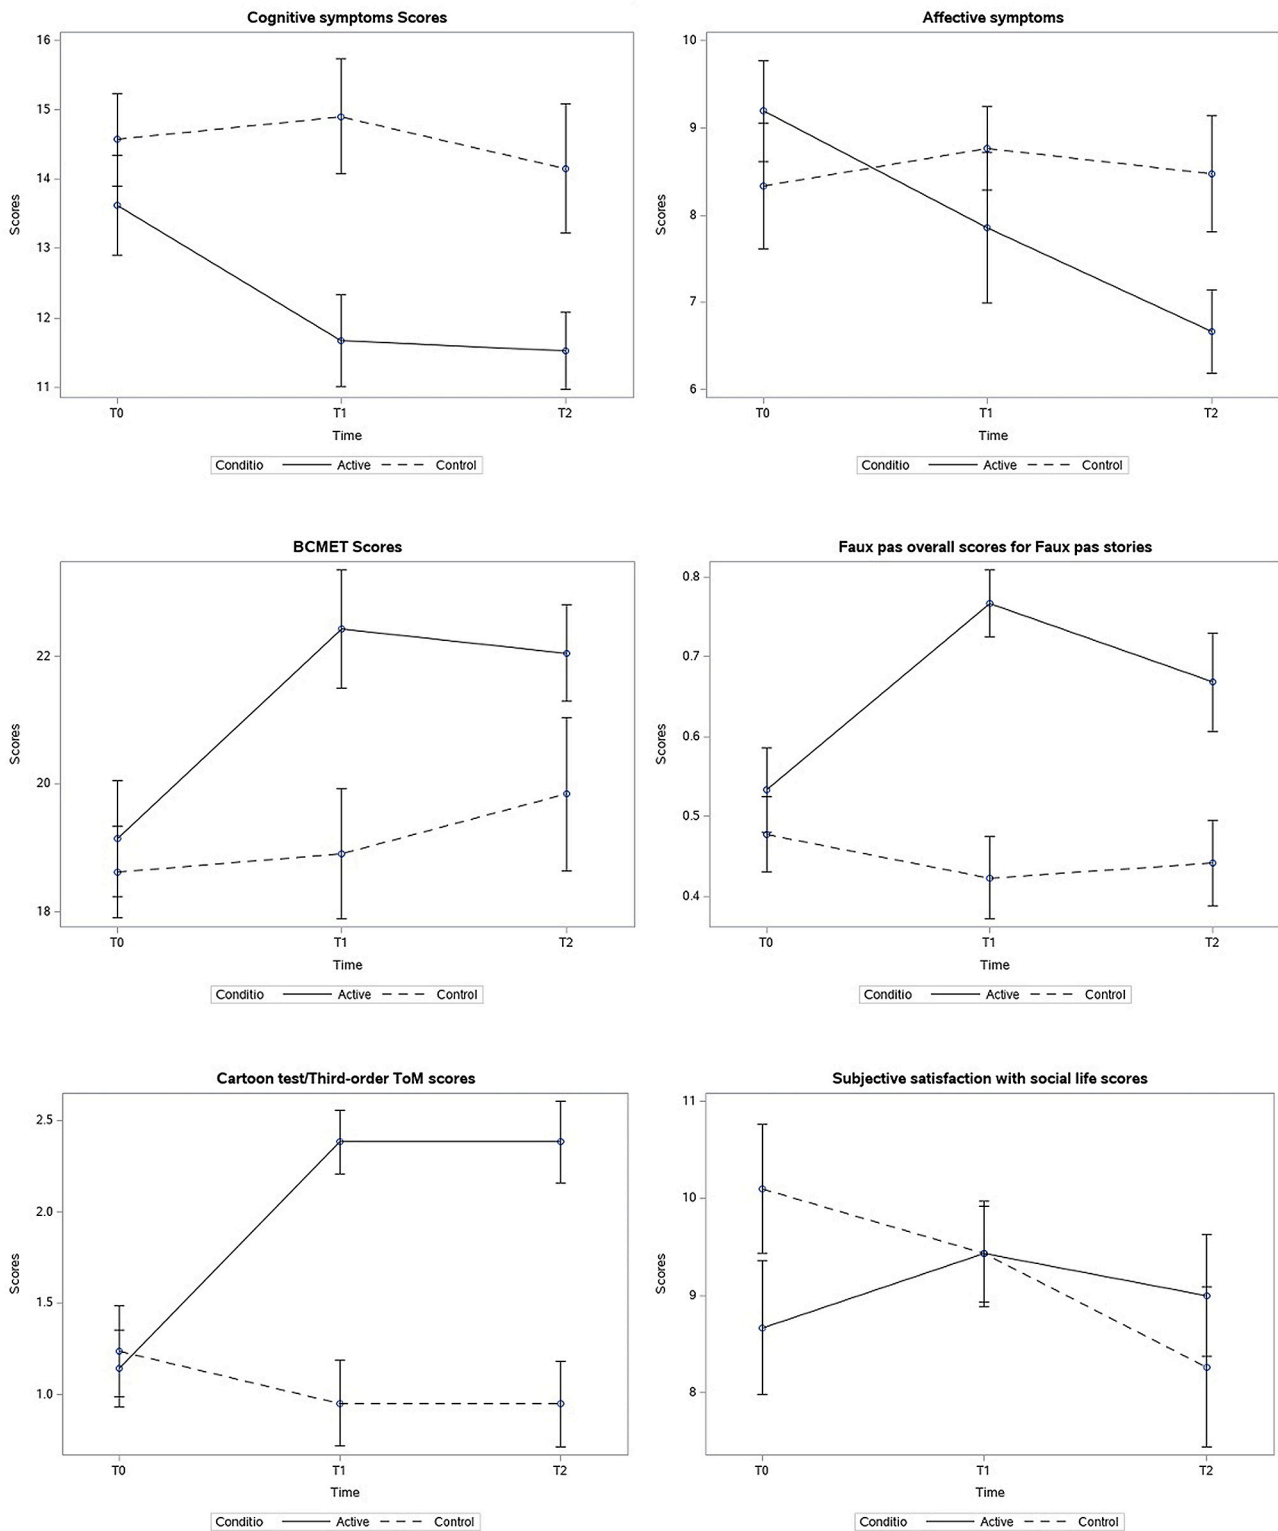 Cognitive symptoms Scores
16
15
14
13
12
11
Scores
T0 T1 T2
Time
Conditio Active Control
Affective symptoms
10
9
8
7
6
Scores
T0 T1 T2
Time
Conditio Active Control
BCMET Scores
22
20
18
Scores
T0 T1 T2
Time
Conditio Active Control
Faux pas overall scores for Faux pas stories
0.8
0.7
0.6
0.5
0.4
Scores
T0 T1 T2
Time
Conditio Active Control
Cartoon test/Third-order ToM scores
2.5
2.0
1.5
1.0
Scores
T0 T1 T2
Time
Conditio Active Control
Subjective satisfaction with social life scores
11
10
9
8
Scores
T0 T1 T2
Time
Conditio Active Control